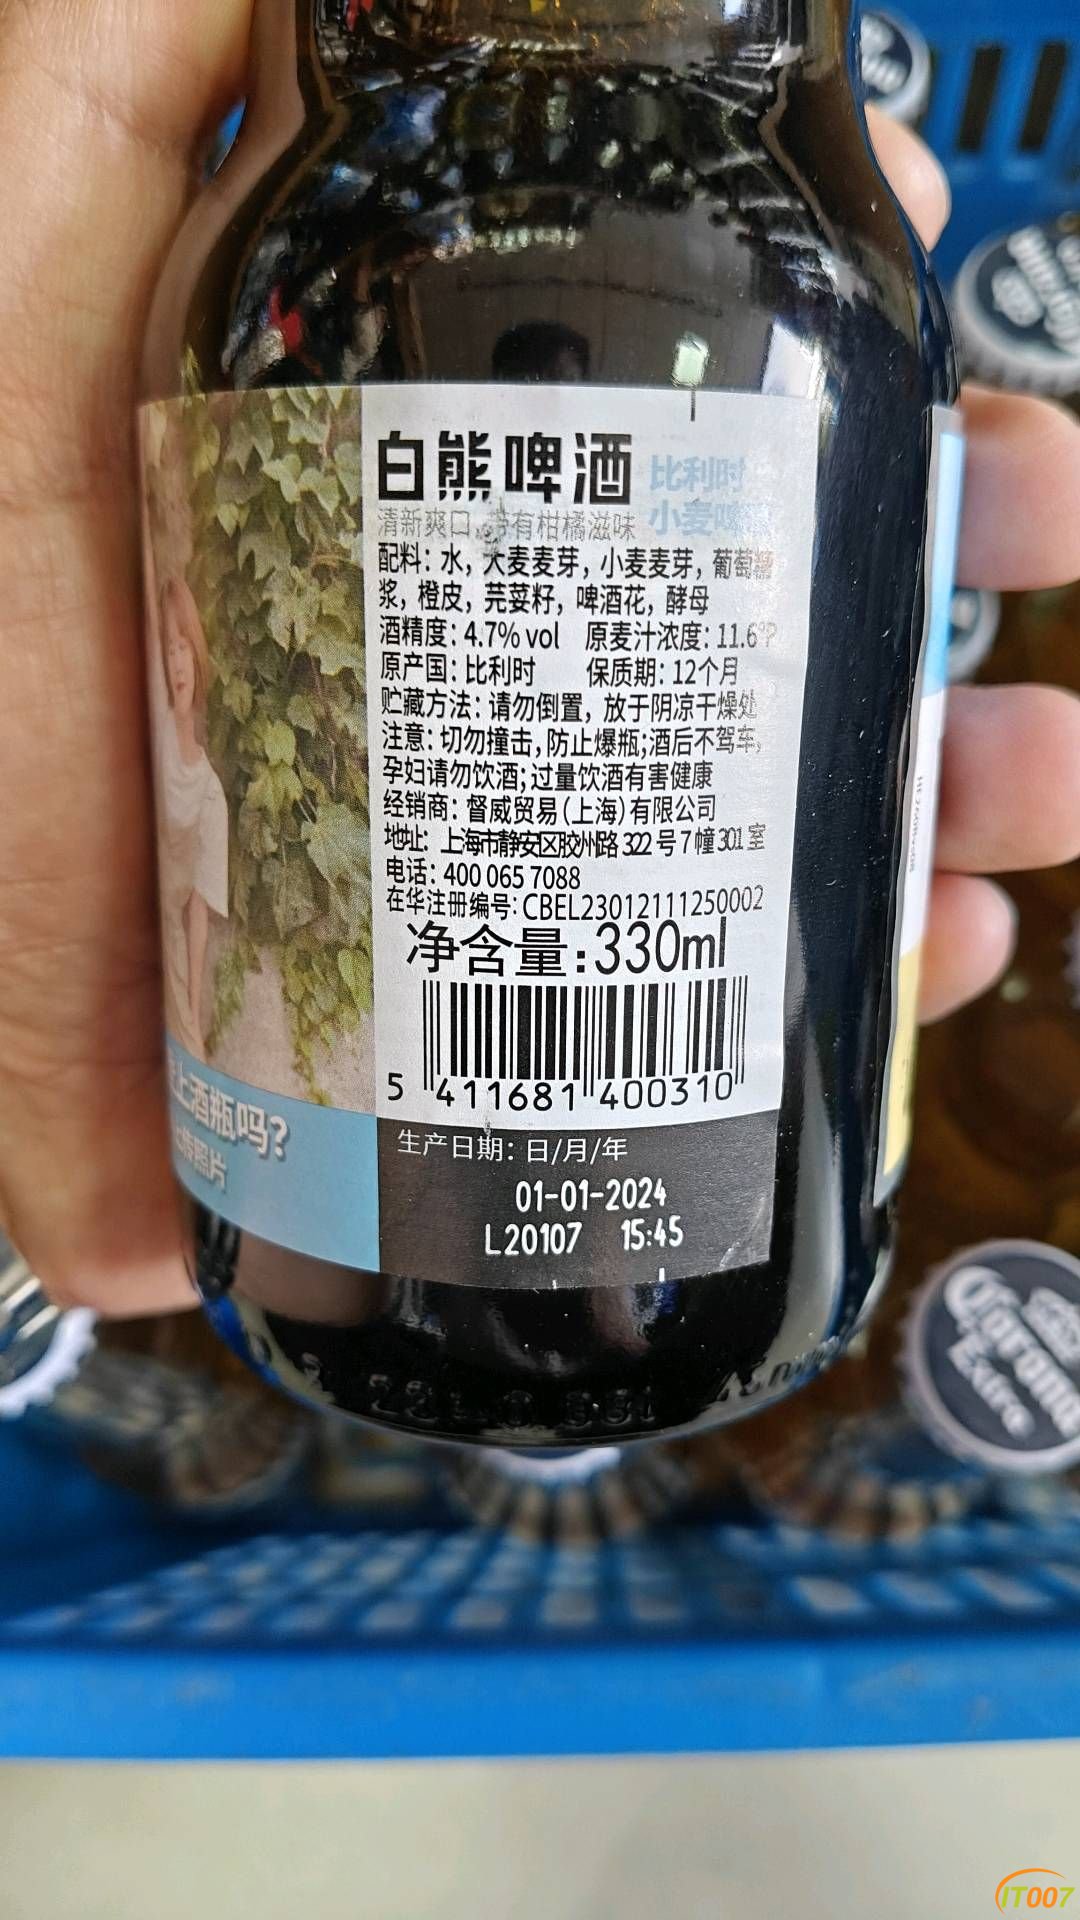 白熊啤酒 比利时
清新爽口,带有柑橘滋味 小麦啤
配料: 水, 大麦麦芽, 小麦麦芽, 葡萄糖
浆, 橙皮, 芫荽籽, 啤酒花, 酵母
酒精度: 4.7% vol 原麦汁浓度: 11.6°P
原产国: 比利时 保质期: 12个月
贮藏方法: 请勿倒置, 放于阴凉干燥处
注意: 切勿撞击,防止爆瓶;酒后不驾车,
孕妇请勿饮酒;过量饮酒有害健康
经销商: 督威贸易(上海)有限公司
地址: 上海市静安区胶州路 322 号 7 幢 301 室
电话: 400 065 7088
在华注册编号: CBEL23012111250002
净含量:330ml
5 411681 400310
生产日期: 日/月/年
01-01-2024
L20107 15:45
上酒瓶吗?
传照片
Corona
Extra
IT007